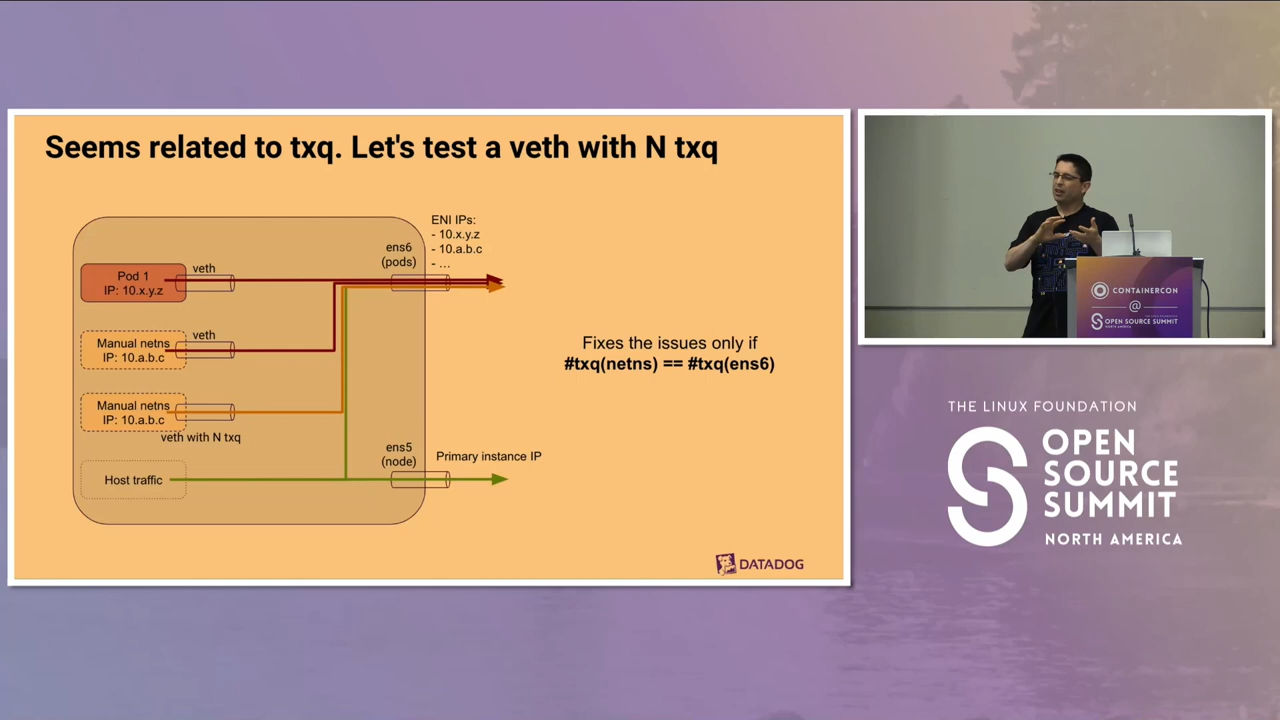 Seems related to txq. Let's test a veth with N txq
ENI IPs:
- 10.x.y.z
- 10.a.b.c
- ...
ens6
(pods)
Pod 1
IP: 10.x.y.z
veth
Manual netns
IP: 10.a.b.c
veth
Manual netns
IP: 10.a.b.c
veth with N txq
Host traffic
ens5
(node)
Primary instance IP
Fixes the issues only if
#txq(netns) == #txq(ens6)
DATADOG
CONTAINERCON
@
OPEN SOURCE SUMMIT
NORTH AMERICA
THE LINUX FOUNDATION
OPEN
SOURCE
SUMMIT
NORTH AMERICA